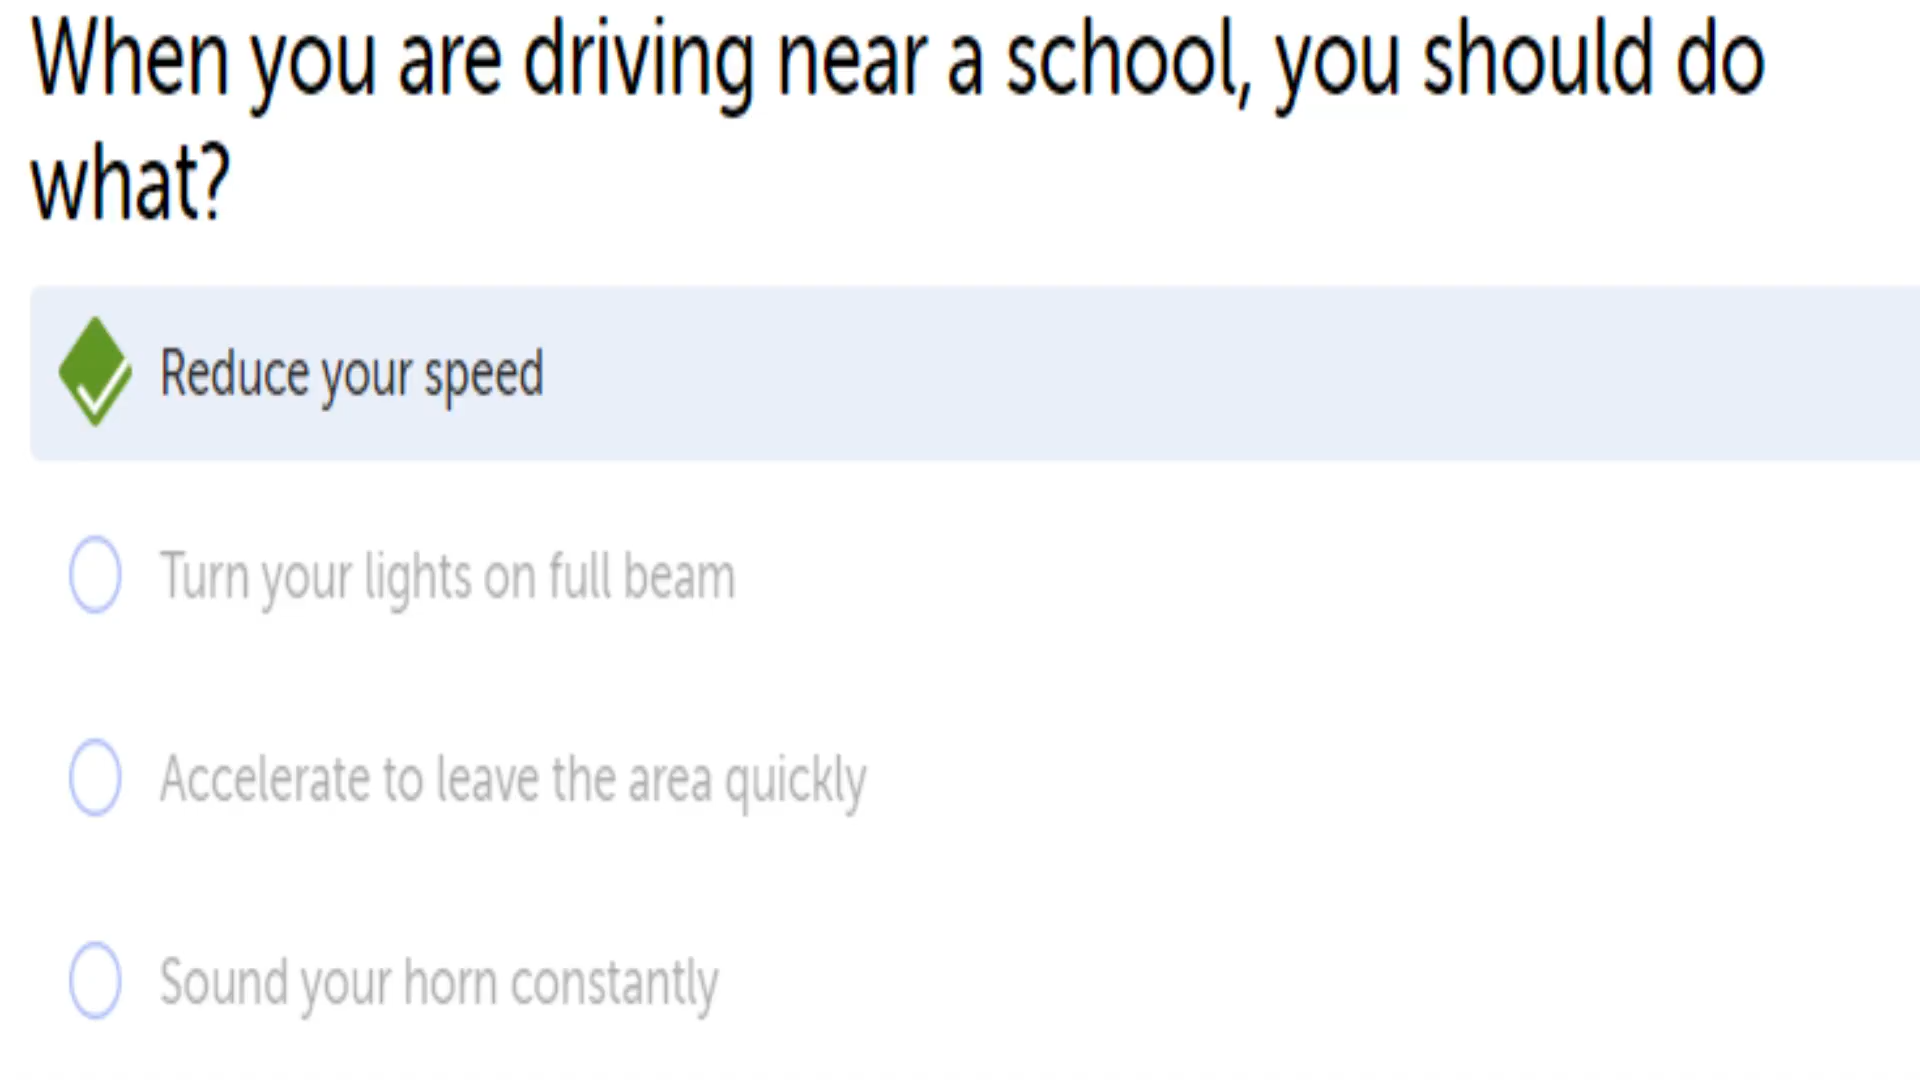 When you are driving near a school, you should do
what?
Reduce your speed
Turn your lights on full beam
Accelerate to leave the area quickly
Sound your horn constantly